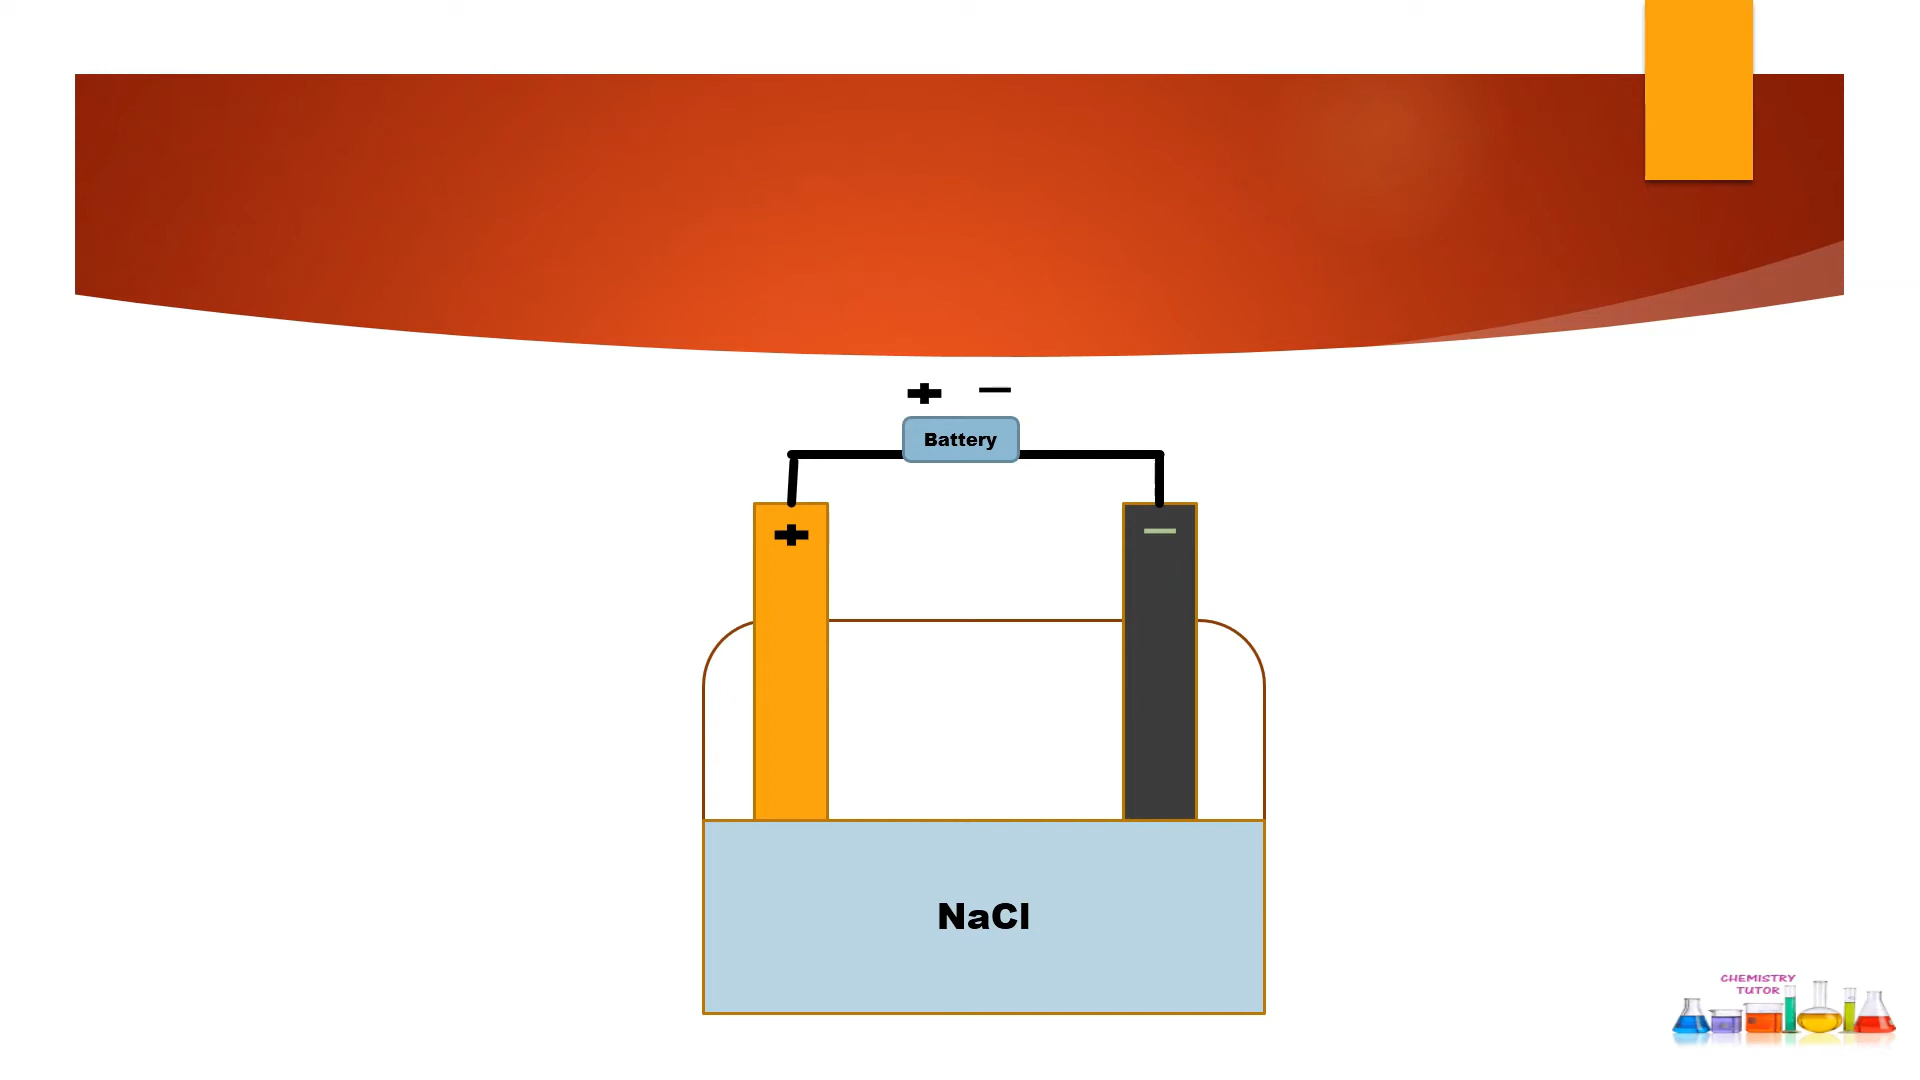 + −
Battery
+ −
NaCl
CHEMISTRY
TUTOR